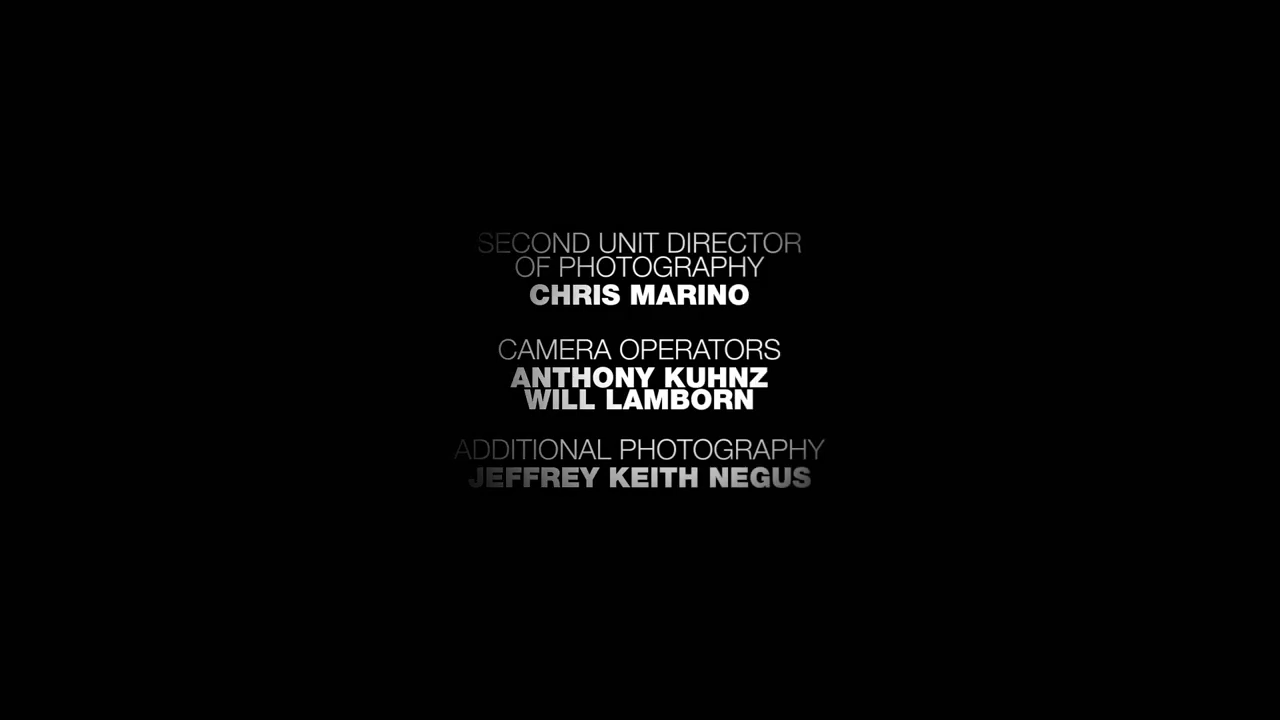 SECOND UNIT DIRECTOR
OF PHOTOGRAPHY
CHRIS MARINO
CAMERA OPERATORS
ANTHONY KUHNZ
WILL LAMBORN
ADDITIONAL PHOTOGRAPHY
JEFFREY KEITH NEGUS